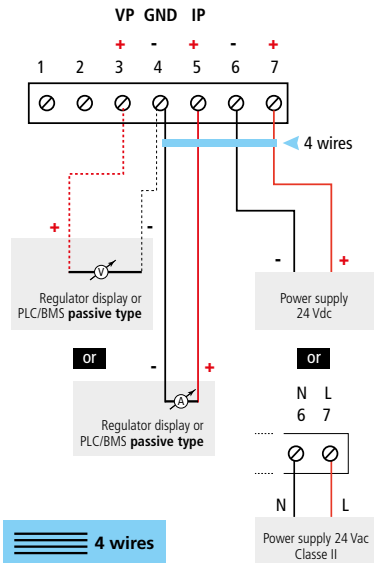 VP GND IP
+ - + - +
1 2 3 4 5 6 7
4 wires
+ -
V
Regulator display or
PLC/BMS passive type
- +
Power supply
24 Vdc
or
or
- +
A
Regulator display or
PLC/BMS passive type
N L
6 7
N L
4 wires
Power supply 24 Vac
Classe II